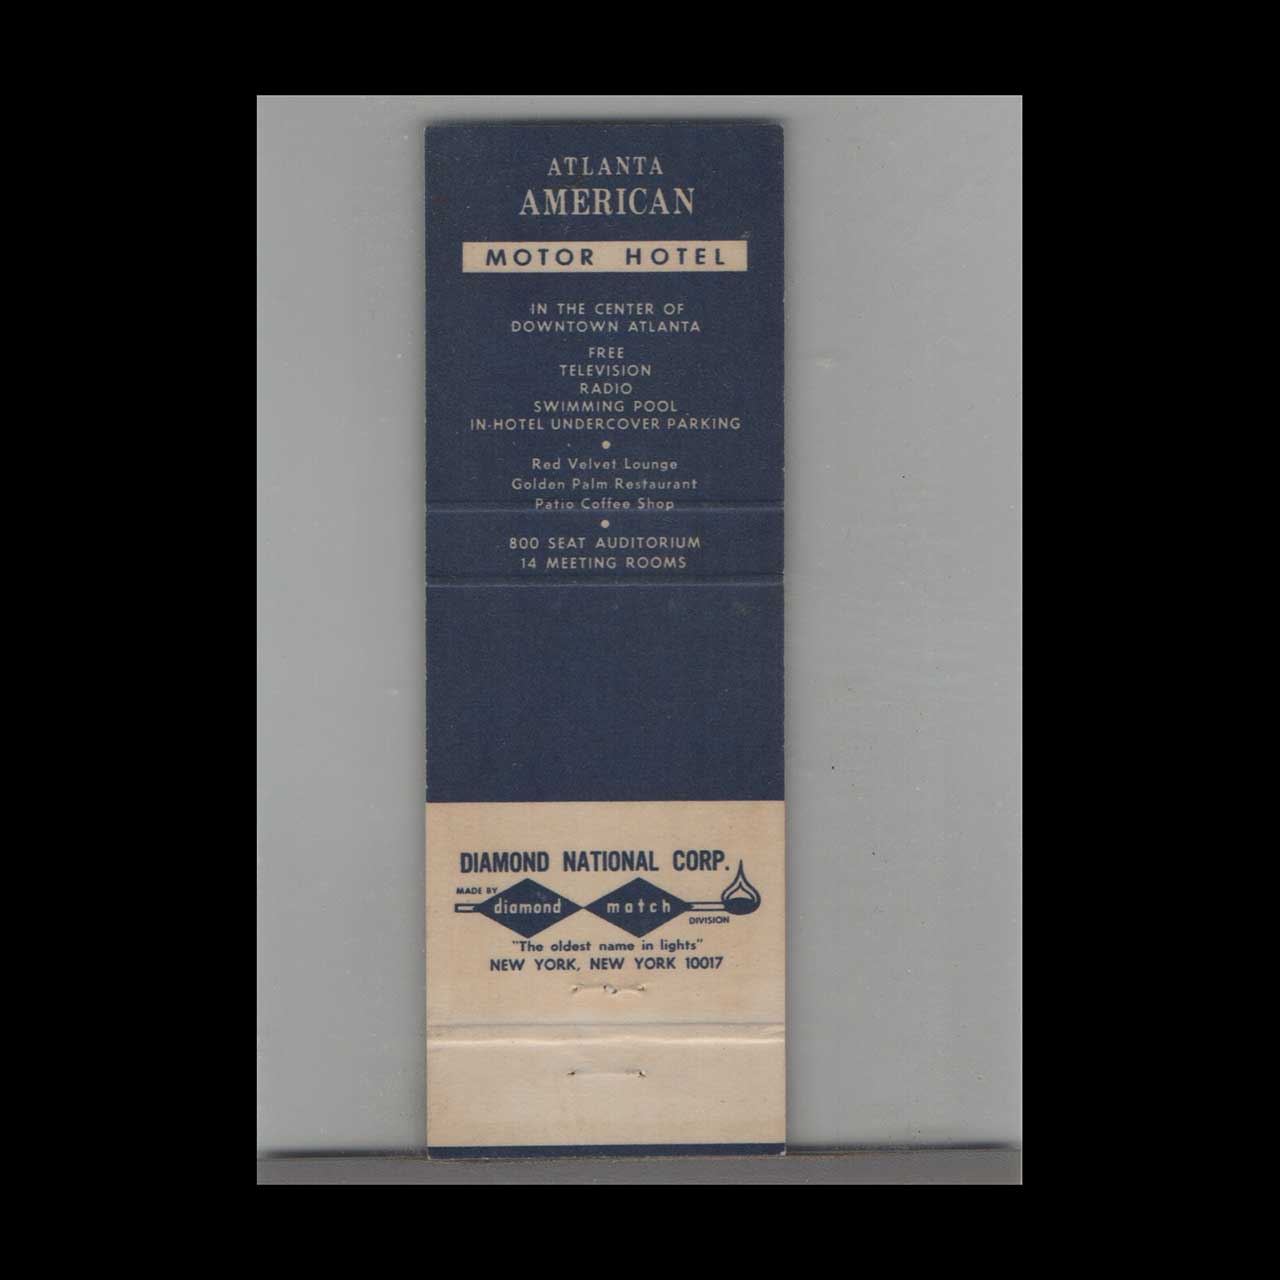 ATLANTA
AMERICAN
MOTOR HOTEL
IN THE CENTER OF
DOWNTOWN ATLANTA
FREE
TELEVISION
RADIO
SWIMMING POOL
IN-HOTEL UNDERCOVER PARKING
Red Velvet Lounge
Golden Palm Restaurant
Patio Coffee Shop
800 SEAT AUDITORIUM
14 MEETING ROOMS
DIAMOND NATIONAL CORP.
MADE BY
diamond match
DIVISION
"The oldest name in lights"
NEW YORK, NEW YORK 10017